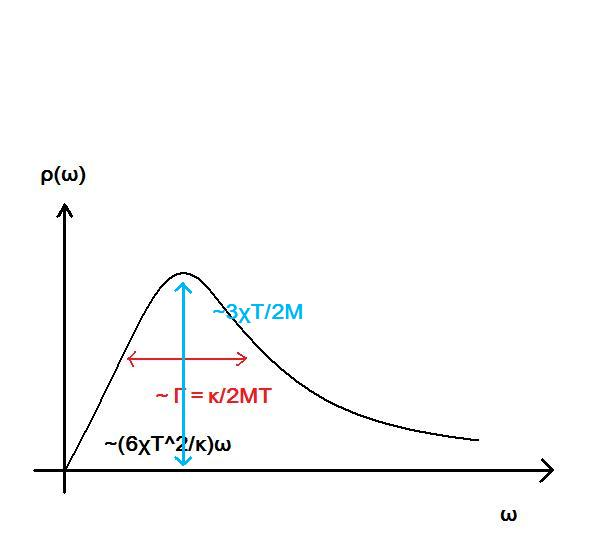 ρ(ω)
~3χT/2M
~ Γ = κ/2MT
~(6χT^2/κ)ω
ω